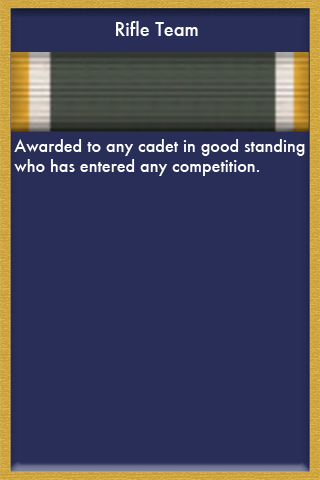 Rifle Team
Awarded to any cadet in good standing
who has entered any competition.